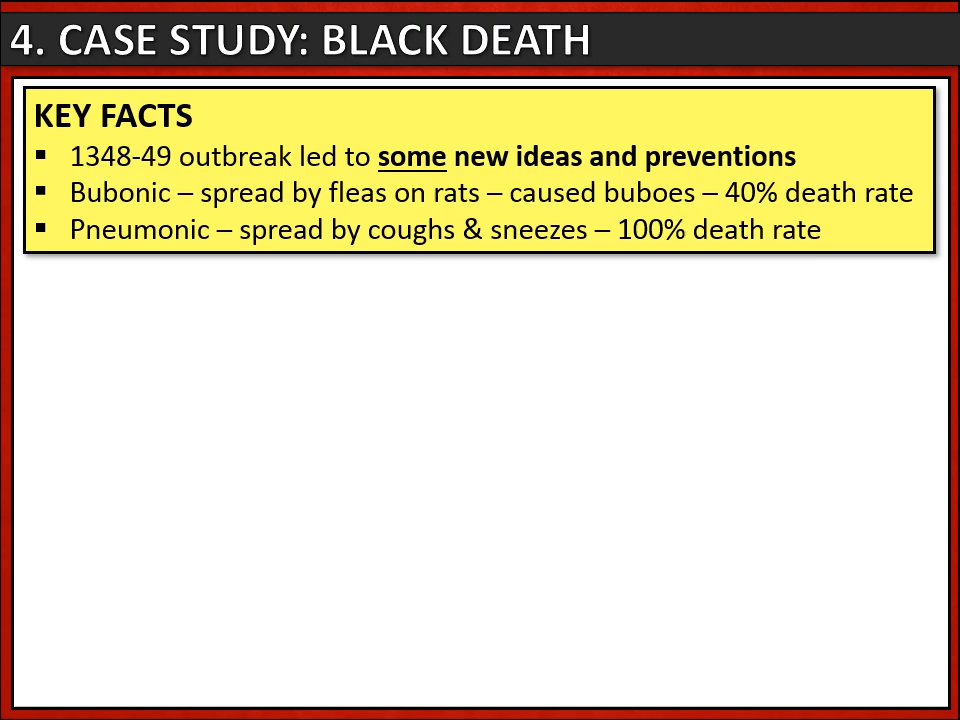 4. CASE STUDY: BLACK DEATH
KEY FACTS
▪ 1348-49 outbreak led to some new ideas and preventions
▪ Bubonic – spread by fleas on rats – caused buboes – 40% death rate
▪ Pneumonic – spread by coughs & sneezes – 100% death rate